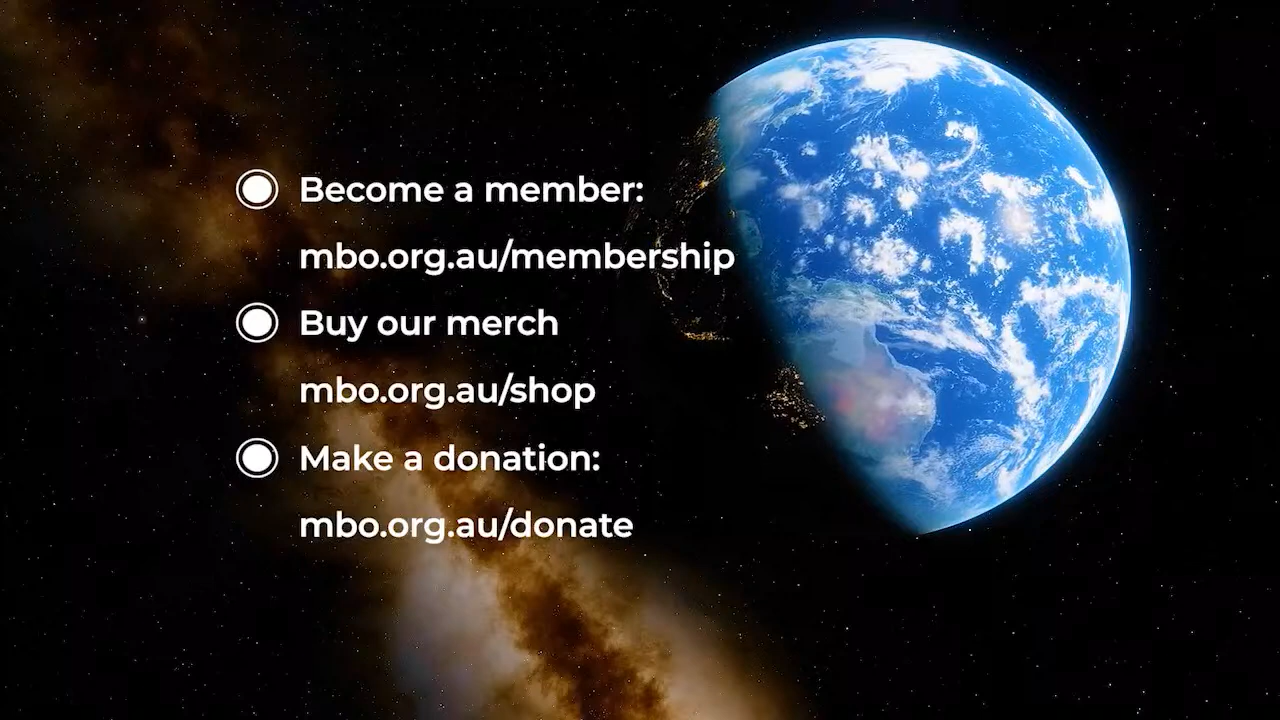 Become a member:
mbo.org.au/membership
Buy our merch
mbo.org.au/shop
Make a donation:
mbo.org.au/donate